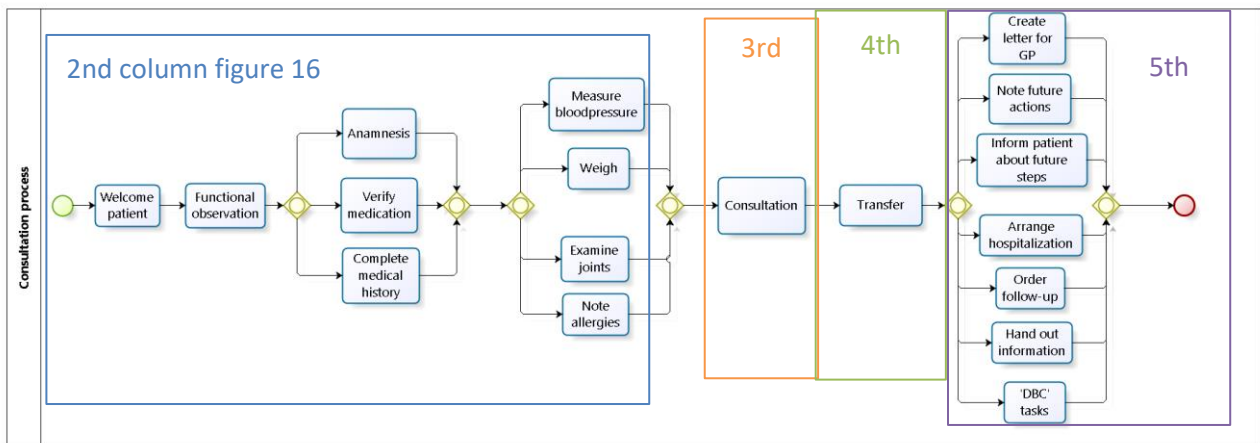 Consultation process
2nd column figure 16
3rd
4th
5th
Welcome
patient
Functional
observation
Anamnesis
Verify
medication
Complete
medical
history
Measure
bloodpressure
Weigh
Examine
joints
Note
allergies
Consultation
Transfer
Create
letter for
GP
Note future
actions
Inform patient
about future
steps
Arrange
hospitalization
Order
follow-up
Hand out
information
'DBC'
tasks